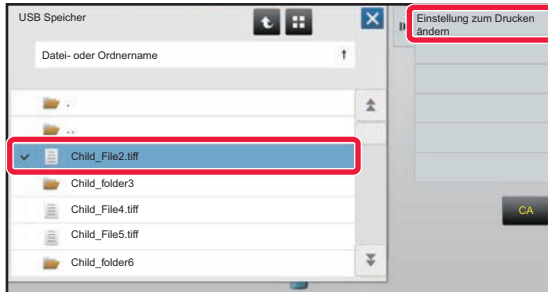 USB Speicher
Einstellung zum Drucken
ändern
Datei- oder Ordnername
.
..
Child_File2.tiff
Child_folder3
Child_File4.tiff
CA
Child_File5.tiff
Child_folder6